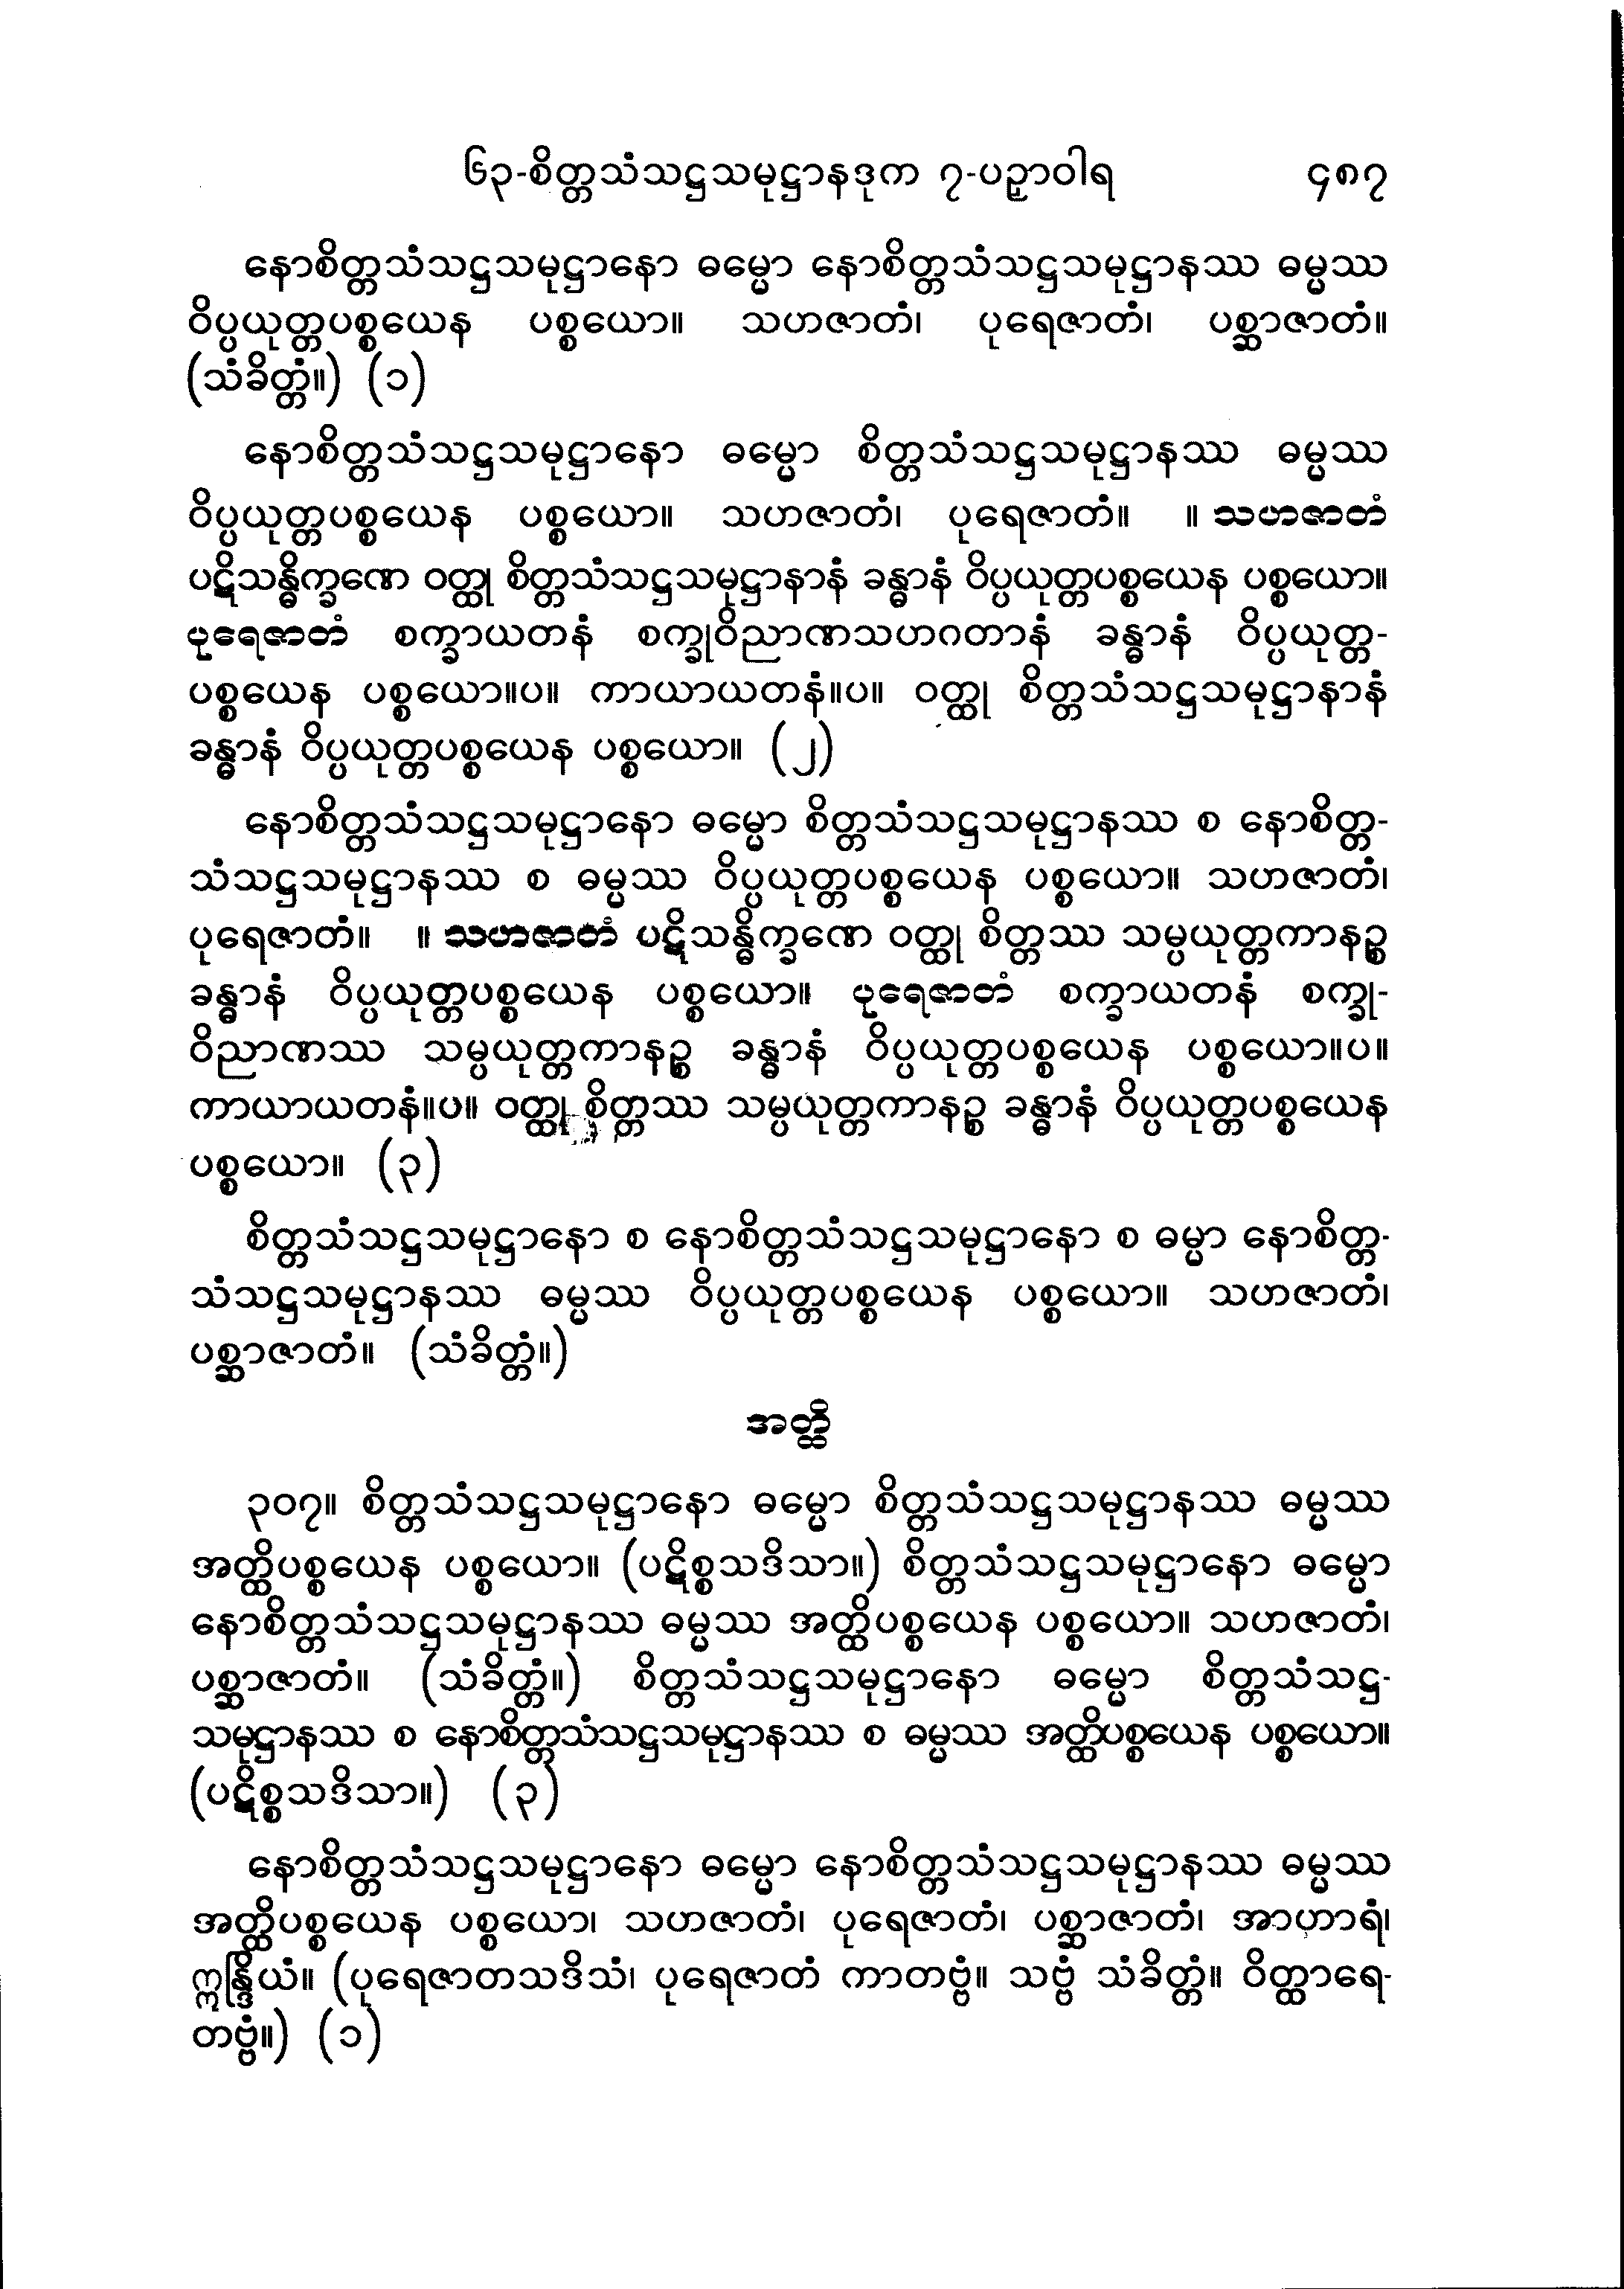 ၆၃-စိတ္တသံသဋ္ဌသမုဋ္ဌာနဒုက ၇-ပဉှာဝါရ ၄၈၇
နောစိတ္တသံသဋ္ဌသမုဋ္ဌာနော ဓမ္မော နောစိတ္တသံသဋ္ဌသမုဋ္ဌာနဿ ဓမ္မဿ
ဝိပ္ပယုတ္တပစ္စယေန ပစ္စယော။ သဟဇာတံ၊ ပုရေဇာတံ၊ ပစ္ဆာဇာတံ။
(သံခိတ္တံ။) (၁)
နောစိတ္တသံသဋ္ဌသမုဋ္ဌာနော ဓမ္မော စိတ္တသံသဋ္ဌသမုဋ္ဌာနဿ ဓမ္မဿ
ဝိပ္ပယုတ္တပစ္စယေန ပစ္စယော။ သဟဇာတံ၊ ပုရေဇာတံ။ ။ သဟဇာတံ
ပဋိသန္ဓိက္ခဏေ ဝတ္ထု စိတ္တသံသဋ္ဌသမုဋ္ဌာနာနံ ခန္ဓာနံ ဝိပ္ပယုတ္တပစ္စယေန ပစ္စယော။
ပုရေဇာတံ စက္ခာယတနံ စက္ခုဝိညာဏသဟဂတာနံ ခန္ဓာနံ ဝိပ္ပယုတ္တ-
ပစ္စယေန ပစ္စယော။ပ။ ကာယာယတနံ။ပ။ ဝတ္ထု စိတ္တသံသဋ္ဌသမုဋ္ဌာနာနံ
ခန္ဓာနံ ဝိပ္ပယုတ္တပစ္စယေန ပစ္စယော။ (၂)
နောစိတ္တသံသဋ္ဌသမုဋ္ဌာနော ဓမ္မော စိတ္တသံသဋ္ဌသမုဋ္ဌာနဿ စ နောစိတ္တ-
သံသဋ္ဌသမုဋ္ဌာနဿ စ ဓမ္မဿ ဝိပ္ပယုတ္တပစ္စယေန ပစ္စယော။ သဟဇာတံ၊
ပုရေဇာတံ။ ။ သဟဇာတံ ပဋိသန္ဓိက္ခဏေ ဝတ္ထု စိတ္တဿ သမ္ပယုတ္တကာနဉ္စ
ခန္ဓာနံ ဝိပ္ပယုတ္တပစ္စယေန ပစ္စယော။ ပုရေဇာတံ စက္ခာယတနံ စက္ခု-
ဝိညာဏဿ သမ္ပယုတ္တကာနဉ္စ ခန္ဓာနံ ဝိပ္ပယုတ္တပစ္စယေန ပစ္စယော။ပ။
ကာယာယတနံ။ပ။ ဝတ္ထု စိတ္တဿ သမ္ပယုတ္တကာနဉ္စ ခန္ဓာနံ ဝိပ္ပယုတ္တပစ္စယေန
ပစ္စယော။ (၃)
စိတ္တသံသဋ္ဌသမုဋ္ဌာနော စ နောစိတ္တသံသဋ္ဌသမုဋ္ဌာနော စ ဓမ္မာ နောစိတ္တ-
သံသဋ္ဌသမုဋ္ဌာနဿ ဓမ္မဿ ဝိပ္ပယုတ္တပစ္စယေန ပစ္စယော။ သဟဇာတံ၊
ပစ္ဆာဇာတံ။ (သံခိတ္တံ။)
အတ္ထိ
၃၀၇။ စိတ္တသံသဋ္ဌသမုဋ္ဌာနော ဓမ္မော စိတ္တသံသဋ္ဌသမုဋ္ဌာနဿ ဓမ္မဿ
အတ္ထိပစ္စယေန ပစ္စယော။ (ပဋိစ္စသဒိသာ။) စိတ္တသံသဋ္ဌသမုဋ္ဌာနော ဓမ္မော
နောစိတ္တသံသဋ္ဌသမုဋ္ဌာနဿ ဓမ္မဿ အတ္ထိပစ္စယေန ပစ္စယော။ သဟဇာတံ၊
ပစ္ဆာဇာတံ။ (သံခိတ္တံ။) စိတ္တသံသဋ္ဌသမုဋ္ဌာနော ဓမ္မော စိတ္တသံသဋ္ဌ-
သမုဋ္ဌာနဿ စ နောစိတ္တသံသဋ္ဌသမုဋ္ဌာနဿ စ ဓမ္မဿ အတ္ထိပစ္စယေန ပစ္စယော။
(ပဋိစ္စသဒိသာ။) (၃)
နောစိတ္တသံသဋ္ဌသမုဋ္ဌာနော ဓမ္မော နောစိတ္တသံသဋ္ဌသမုဋ္ဌာနဿ ဓမ္မဿ
အတ္ထိပစ္စယေန ပစ္စယော၊ သဟဇာတံ၊ ပုရေဇာတံ၊ ပစ္ဆာဇာတံ၊ အာဟာရံ၊
ဣန္ဒြိယံ။ (ပုရေဇာတသဒိသံ၊ ပုရေဇာတံ ကာတဗ္ဗံ။ သဗ္ဗံ သံခိတ္တံ။ ဝိတ္ထာရေ-
တဗ္ဗံ။) (၁)